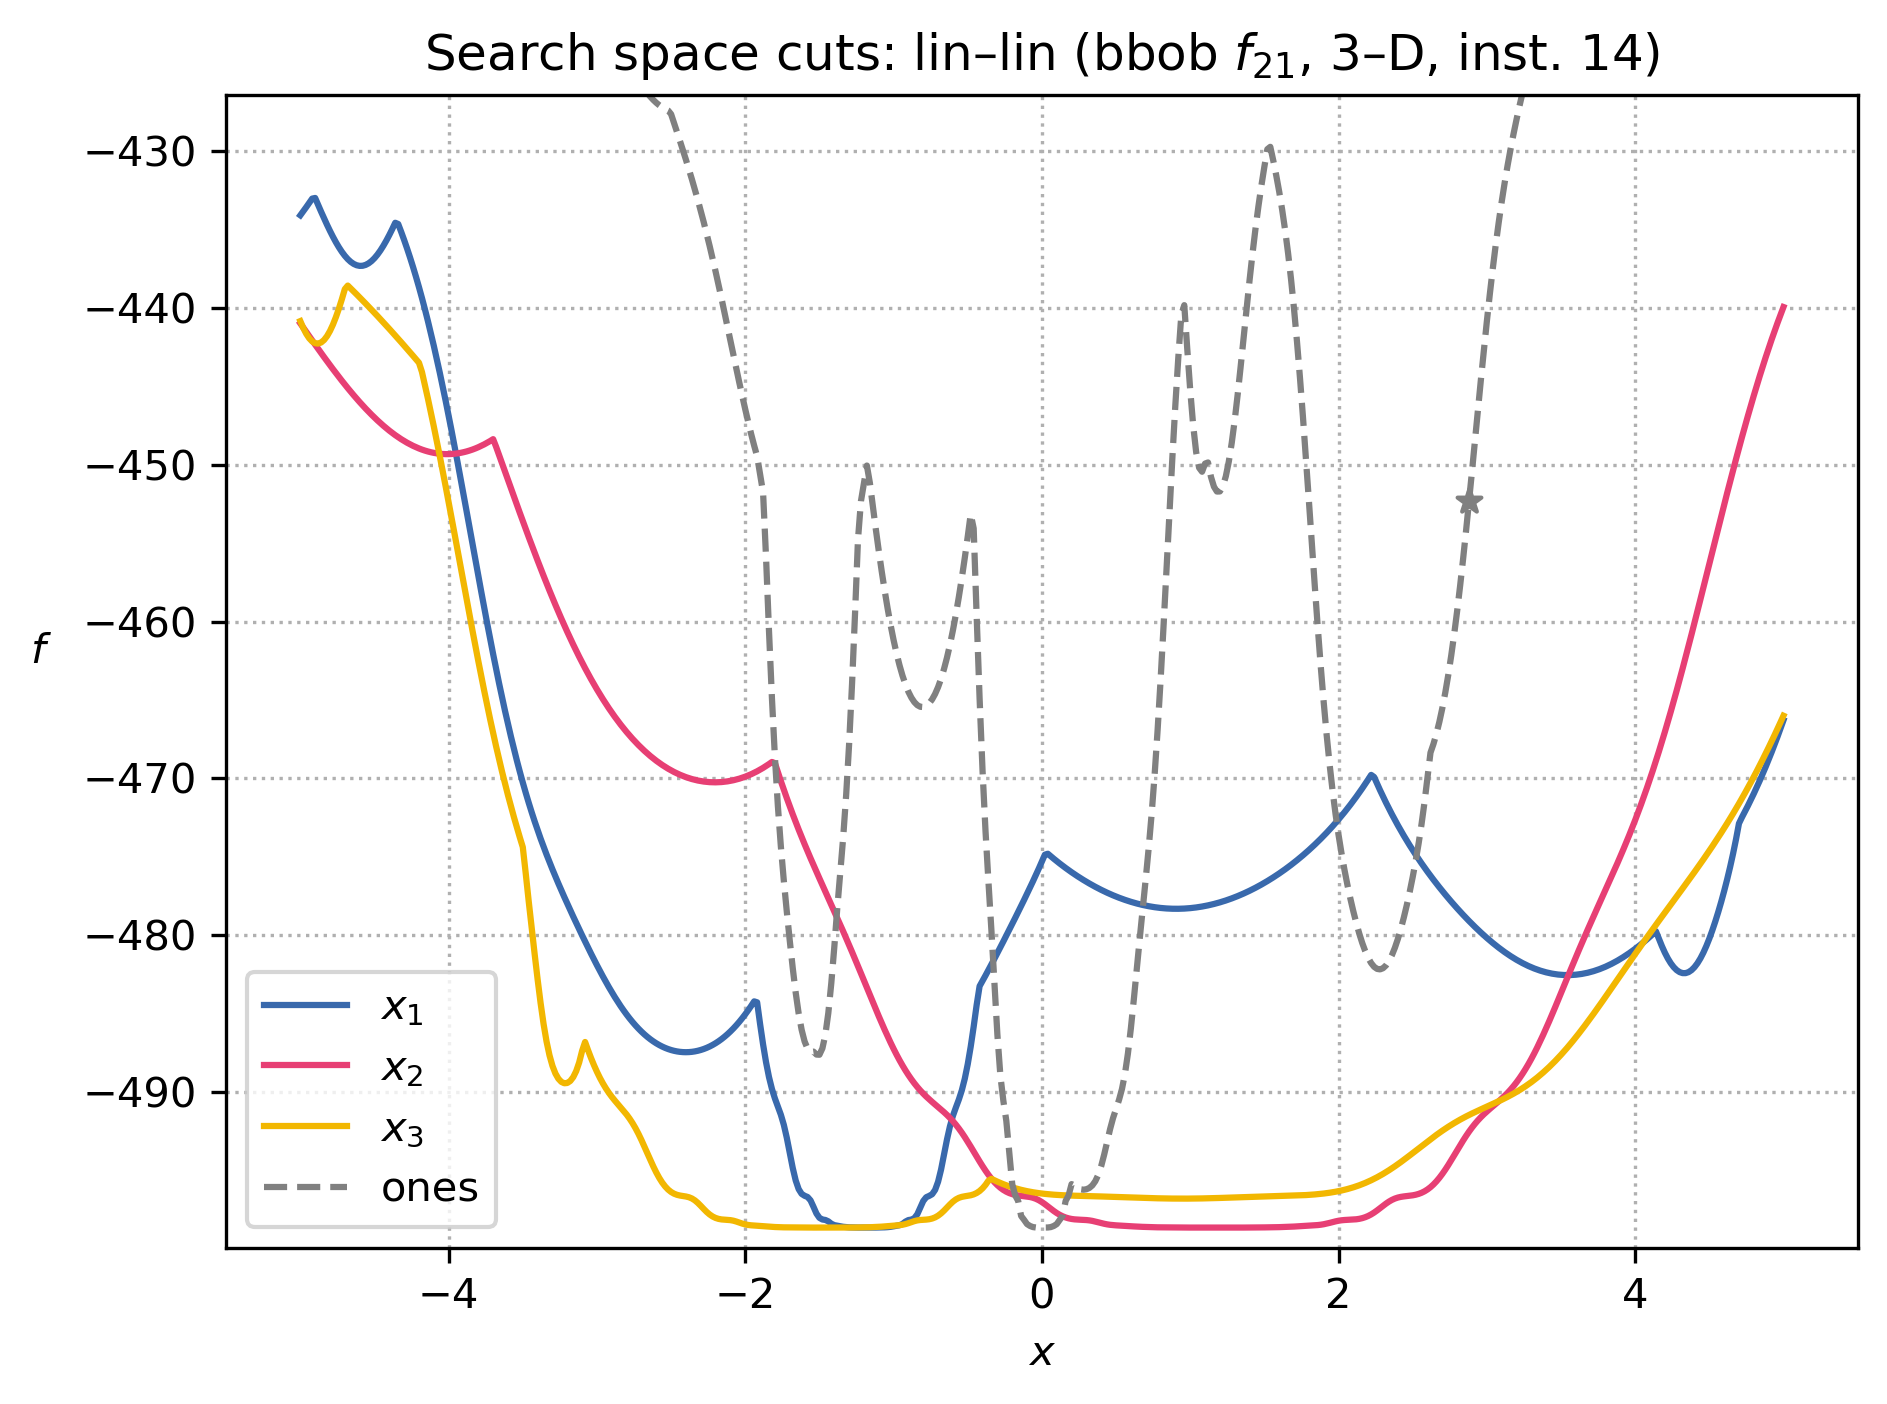 Search space cuts: lin–lin (bbob f₂₁, 3–D, inst. 14)
−430
−440
−450
−460
−470
−480
−490
f
x₁
x₂
x₃
ones
−4
−2
0
2
4
x